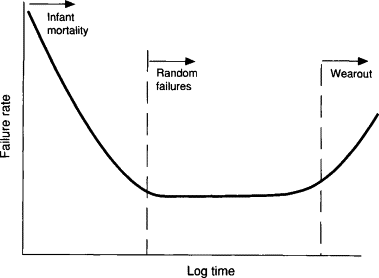 Infant
mortality
Random
failures
Wearout
Failure rate
Log time